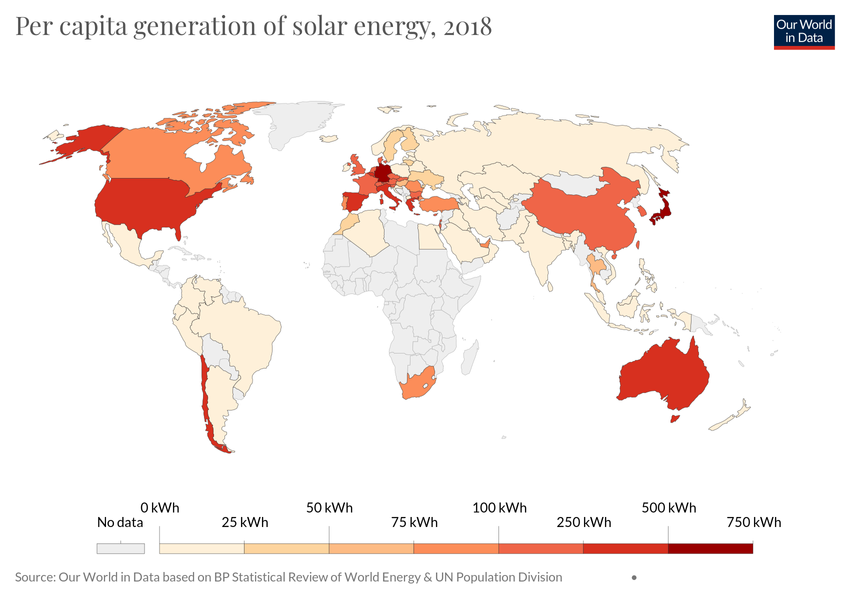 Per capita generation of solar energy, 2018
Our World
in Data
0 kWh 50 kWh 100 kWh 500 kWh
No data 25 kWh 75 kWh 250 kWh 750 kWh
Source: Our World in Data based on BP Statistical Review of World Energy & UN Population Division •